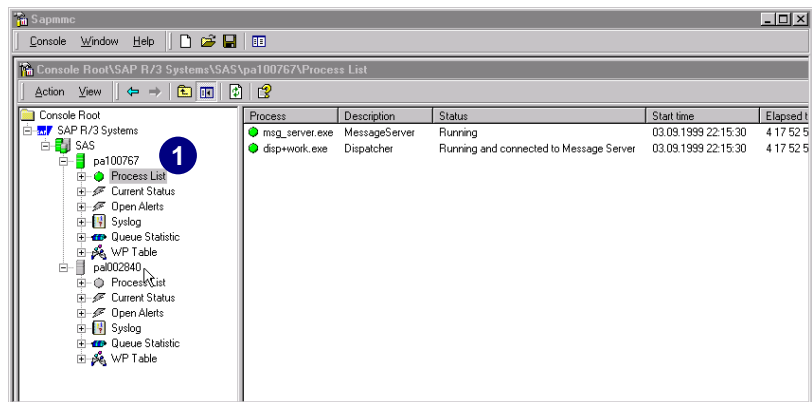 Sapmmc
Console Window Help
Console Root\SAP R/3 Systems\SAS\pa100767\Process List
Action View
Console Root
SAP R/3 Systems
SAS
pa100767
1
Process List
Current Status
Open Alerts
Syslog
Queue Statistic
WP Table
pal002840
Process List
Current Status
Open Alerts
Syslog
Queue Statistic
WP Table
Process Description Status Start time Elapsed t
msg_server.exe MessageServer Running 03.09.1999 22:15:30 4 17 52 5
disp+work.exe Dispatcher Running and connected to Message Server 03.09.1999 22:15:30 4 17 52 5